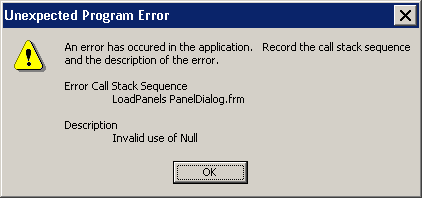 Unexpected Program Error
An error has occured in the application. Record the call stack sequence
and the description of the error.
Error Call Stack Sequence
LoadPanels PanelDialog.frm
Description
Invalid use of Null
OK